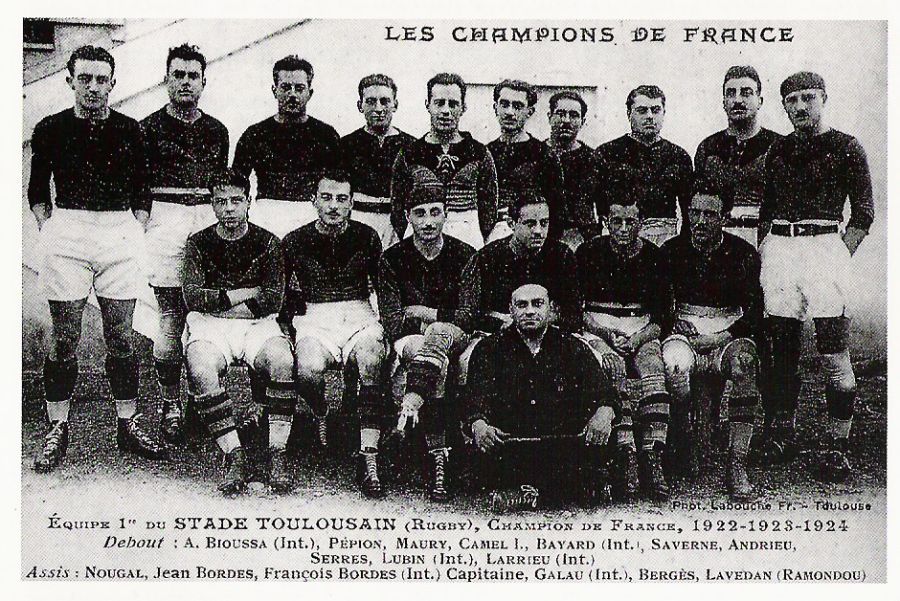 LES CHAMPIONS DE FRANCE
Phot. Labouche Fr. - Toulouse
ÉQUIPE 1re DU STADE TOULOUSAIN (RUGBY), CHAMPION DE FRANCE, 1922-1923-1924
Debout : A. BIOUSSA (Int.), PÉPION, MAURY, CAMEL I., BAYARD (Int.), SAVERNE, ANDRIEU,
SERRES, LUBIN (Int.), LARRIEU (Int.)
Assis : NOUGAL, Jean BORDES, François BORDES (Int.) Capitaine, GALAU (Int.), BERGÈS, LAVEDAN (RAMONDOU)